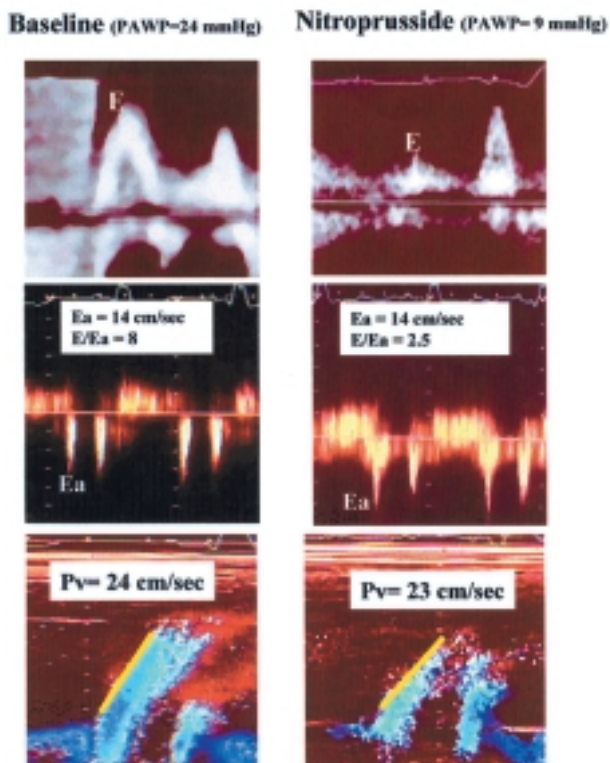 Baseline (PAWP=24 mmHg)
Nitroprusside (PAWP= 9 mmHg)
E
E
Ea = 14 cm/sec
E/Ea = 8
Ea = 14 cm/sec
E/Ea = 2.5
Ea
Ea
Pv= 24 cm/sec
Pv= 23 cm/sec